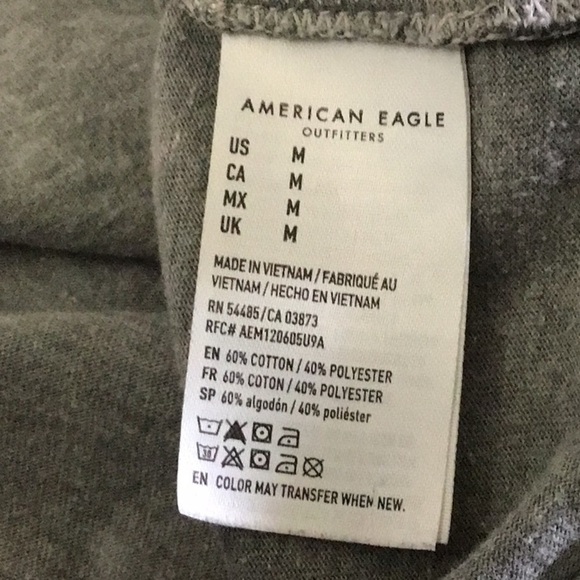 AMERICAN EAGLE
OUTFITTERS
US M
CA M
MX M
UK M
MADE IN VIETNAM / FABRIQUÉ AU
VIETNAM / HECHO EN VIETNAM
RN 54485/CA 03873
RFC# AEM120605U9A
EN 60% COTTON / 40% POLYESTER
FR 60% COTON / 40% POLYESTER
SP 60% algodón / 40% poliéster
30
EN COLOR MAY TRANSFER WHEN NEW.